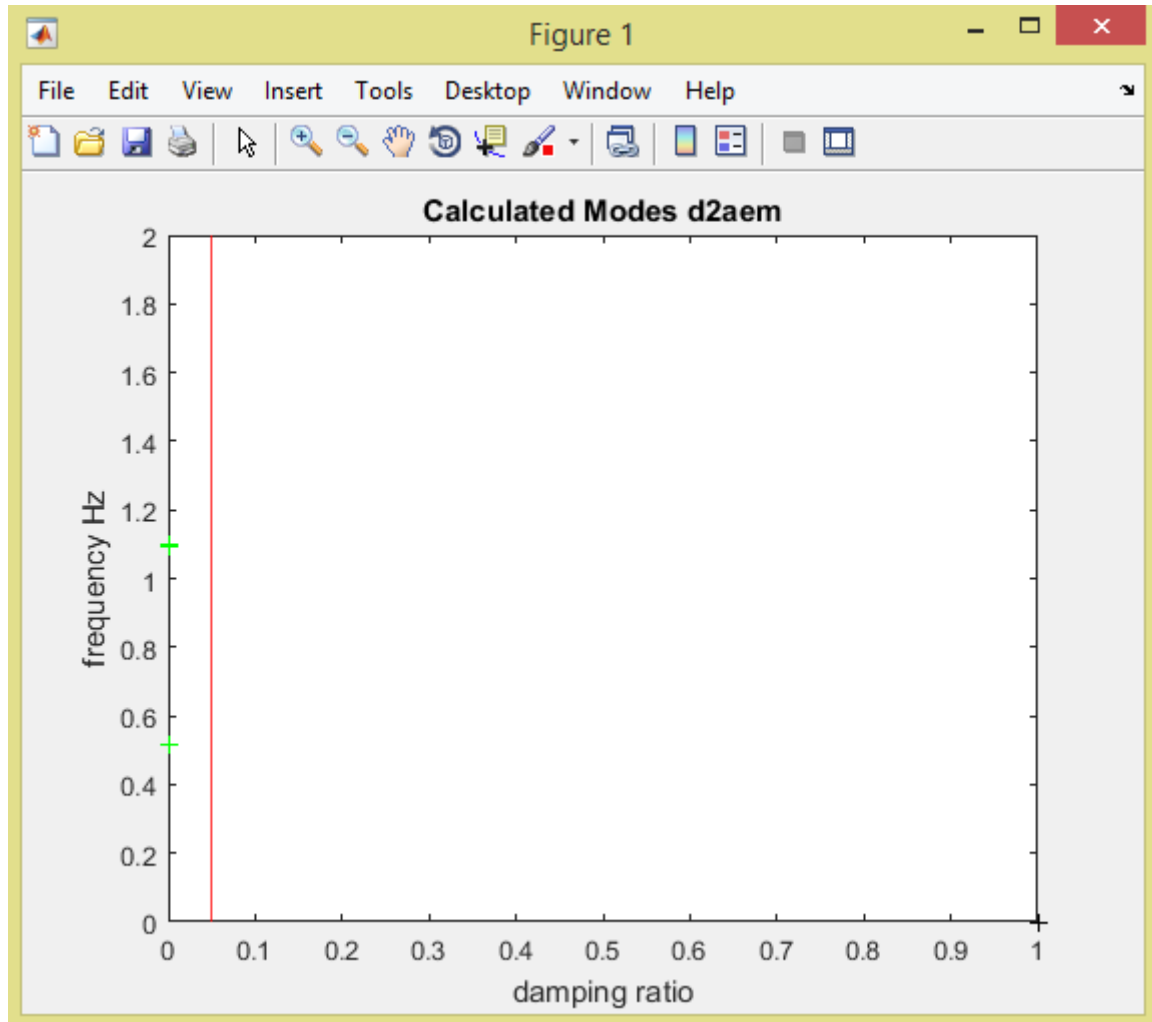 Figure 1
File Edit View Insert Tools Desktop Window Help
Calculated Modes d2aem
2
1.8
1.6
1.4
1.2
1
0.8
0.6
0.4
0.2
0
frequency Hz
0 0.1 0.2 0.3 0.4 0.5 0.6 0.7 0.8 0.9 1
damping ratio